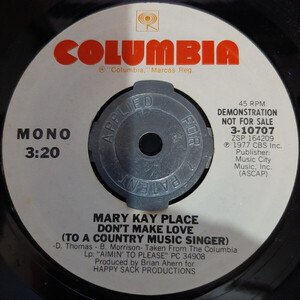 COLUMBIA
® "Columbia," Marcas Reg.
MONO
3:20
45 RPM
DEMONSTRATION
NOT FOR SALE
3-10707
ZSP 164209
℗ 1977 CBS Inc.
Publisher:
Music City
Music, Inc.
(ASCAP)
APPLIED FOR PATENT
MARY KAY PLACE
DON'T MAKE LOVE
(TO A COUNTRY MUSIC SINGER)
-D. Thomas- B. Morrison- Taken From The Columbia
Lp: "AIMIN' TO PLEASE" PC 34908
Produced by Brian Ahern for
HAPPY SACK PRODUCTIONS